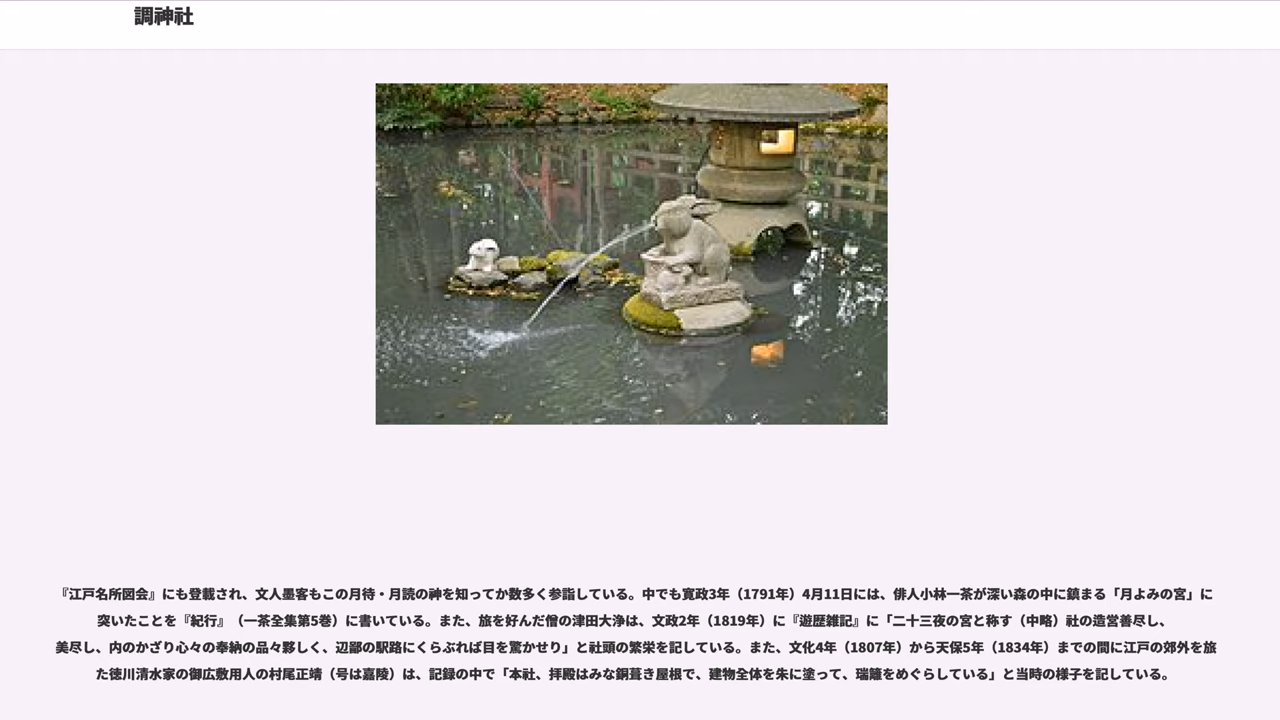 調神社
『江戸名所図会』にも登載され、文人墨客もこの月待・月読の神を知ってか数多く参詣している。中でも寛政3年（1791年）4月11日には、俳人小林一茶が深い森の中に鎮まる「月よみの宮」に
突いたことを『紀行』（一茶全集第5巻）に書いている。また、旅を好んだ僧の津田大浄は、文政2年（1819年）に『遊歴雑記』に「二十三夜の宮と称す（中略）社の造営善尽し、
美尽し、内のかざり心々の奉納の品々夥しく、辺鄙の駅路にくらぶれば目を驚かせり」と社頭の繁栄を記している。また、文化4年（1807年）から天保5年（1834年）までの間に江戸の郊外を旅
た徳川清水家の御広敷用人の村尾正靖（号は嘉陵）は、記録の中で「本社、拝殿はみな銅葺き屋根で、建物全体を朱に塗って、瑞籬をめぐらしている」と当時の様子を記している。